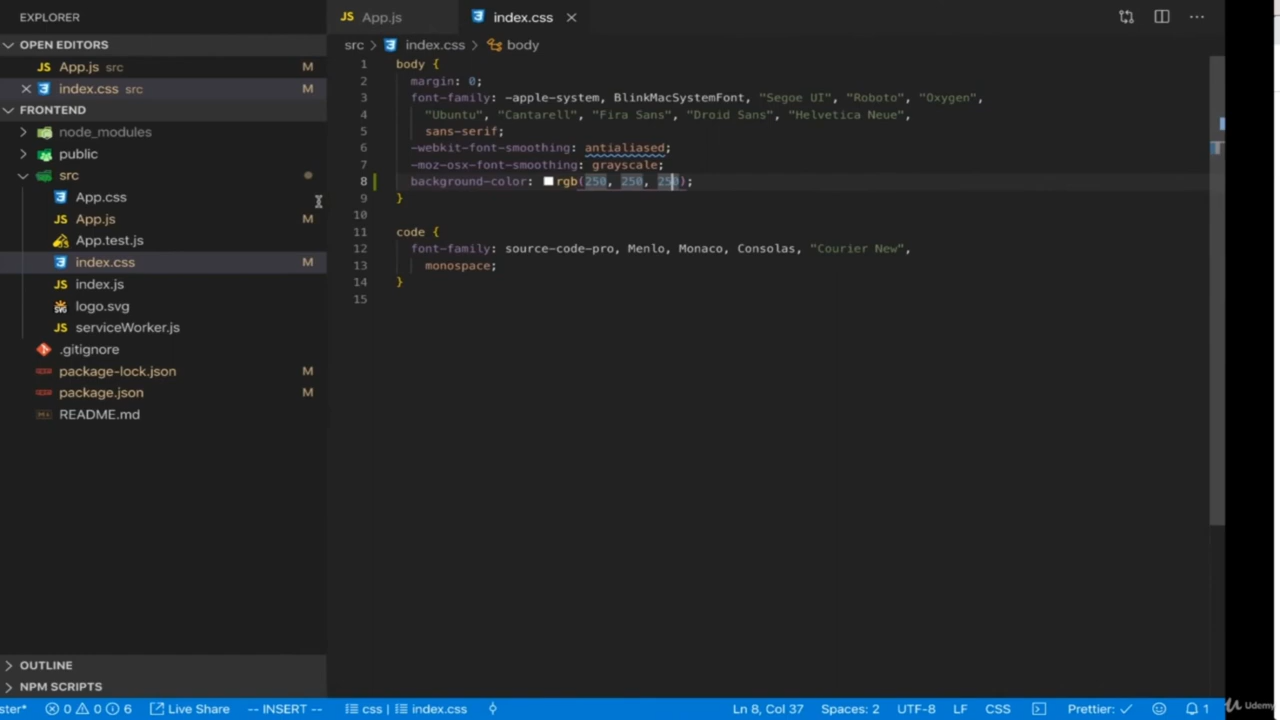 EXPLORER
OPEN EDITORS
App.js src M
index.css src M
FRONTEND
node_modules
public
src
App.css
App.js M
App.test.js
index.css M
index.js
logo.svg
serviceWorker.js
.gitignore
package-lock.json M
package.json M
README.md
OUTLINE
NPM SCRIPTS
JS App.js index.css
src > index.css > body
1 body {
2 margin: 0;
3 font-family: -apple-system, BlinkMacSystemFont, "Segoe UI", "Roboto", "Oxygen",
4 "Ubuntu", "Cantarell", "Fira Sans", "Droid Sans", "Helvetica Neue",
5 sans-serif;
6 -webkit-font-smoothing: antialiased;
7 -moz-osx-font-smoothing: grayscale;
8 background-color: rgb(250, 250, 250);
9 }
10
11 code {
12 font-family: source-code-pro, Menlo, Monaco, Consolas, "Courier New",
13 monospace;
14 }
15
ster* 0 0 6 Live Share -- INSERT -- css | index.css Ln 8, Col 37 Spaces: 2 UTF-8 LF CSS Prettier: ✓ 1
Udemy